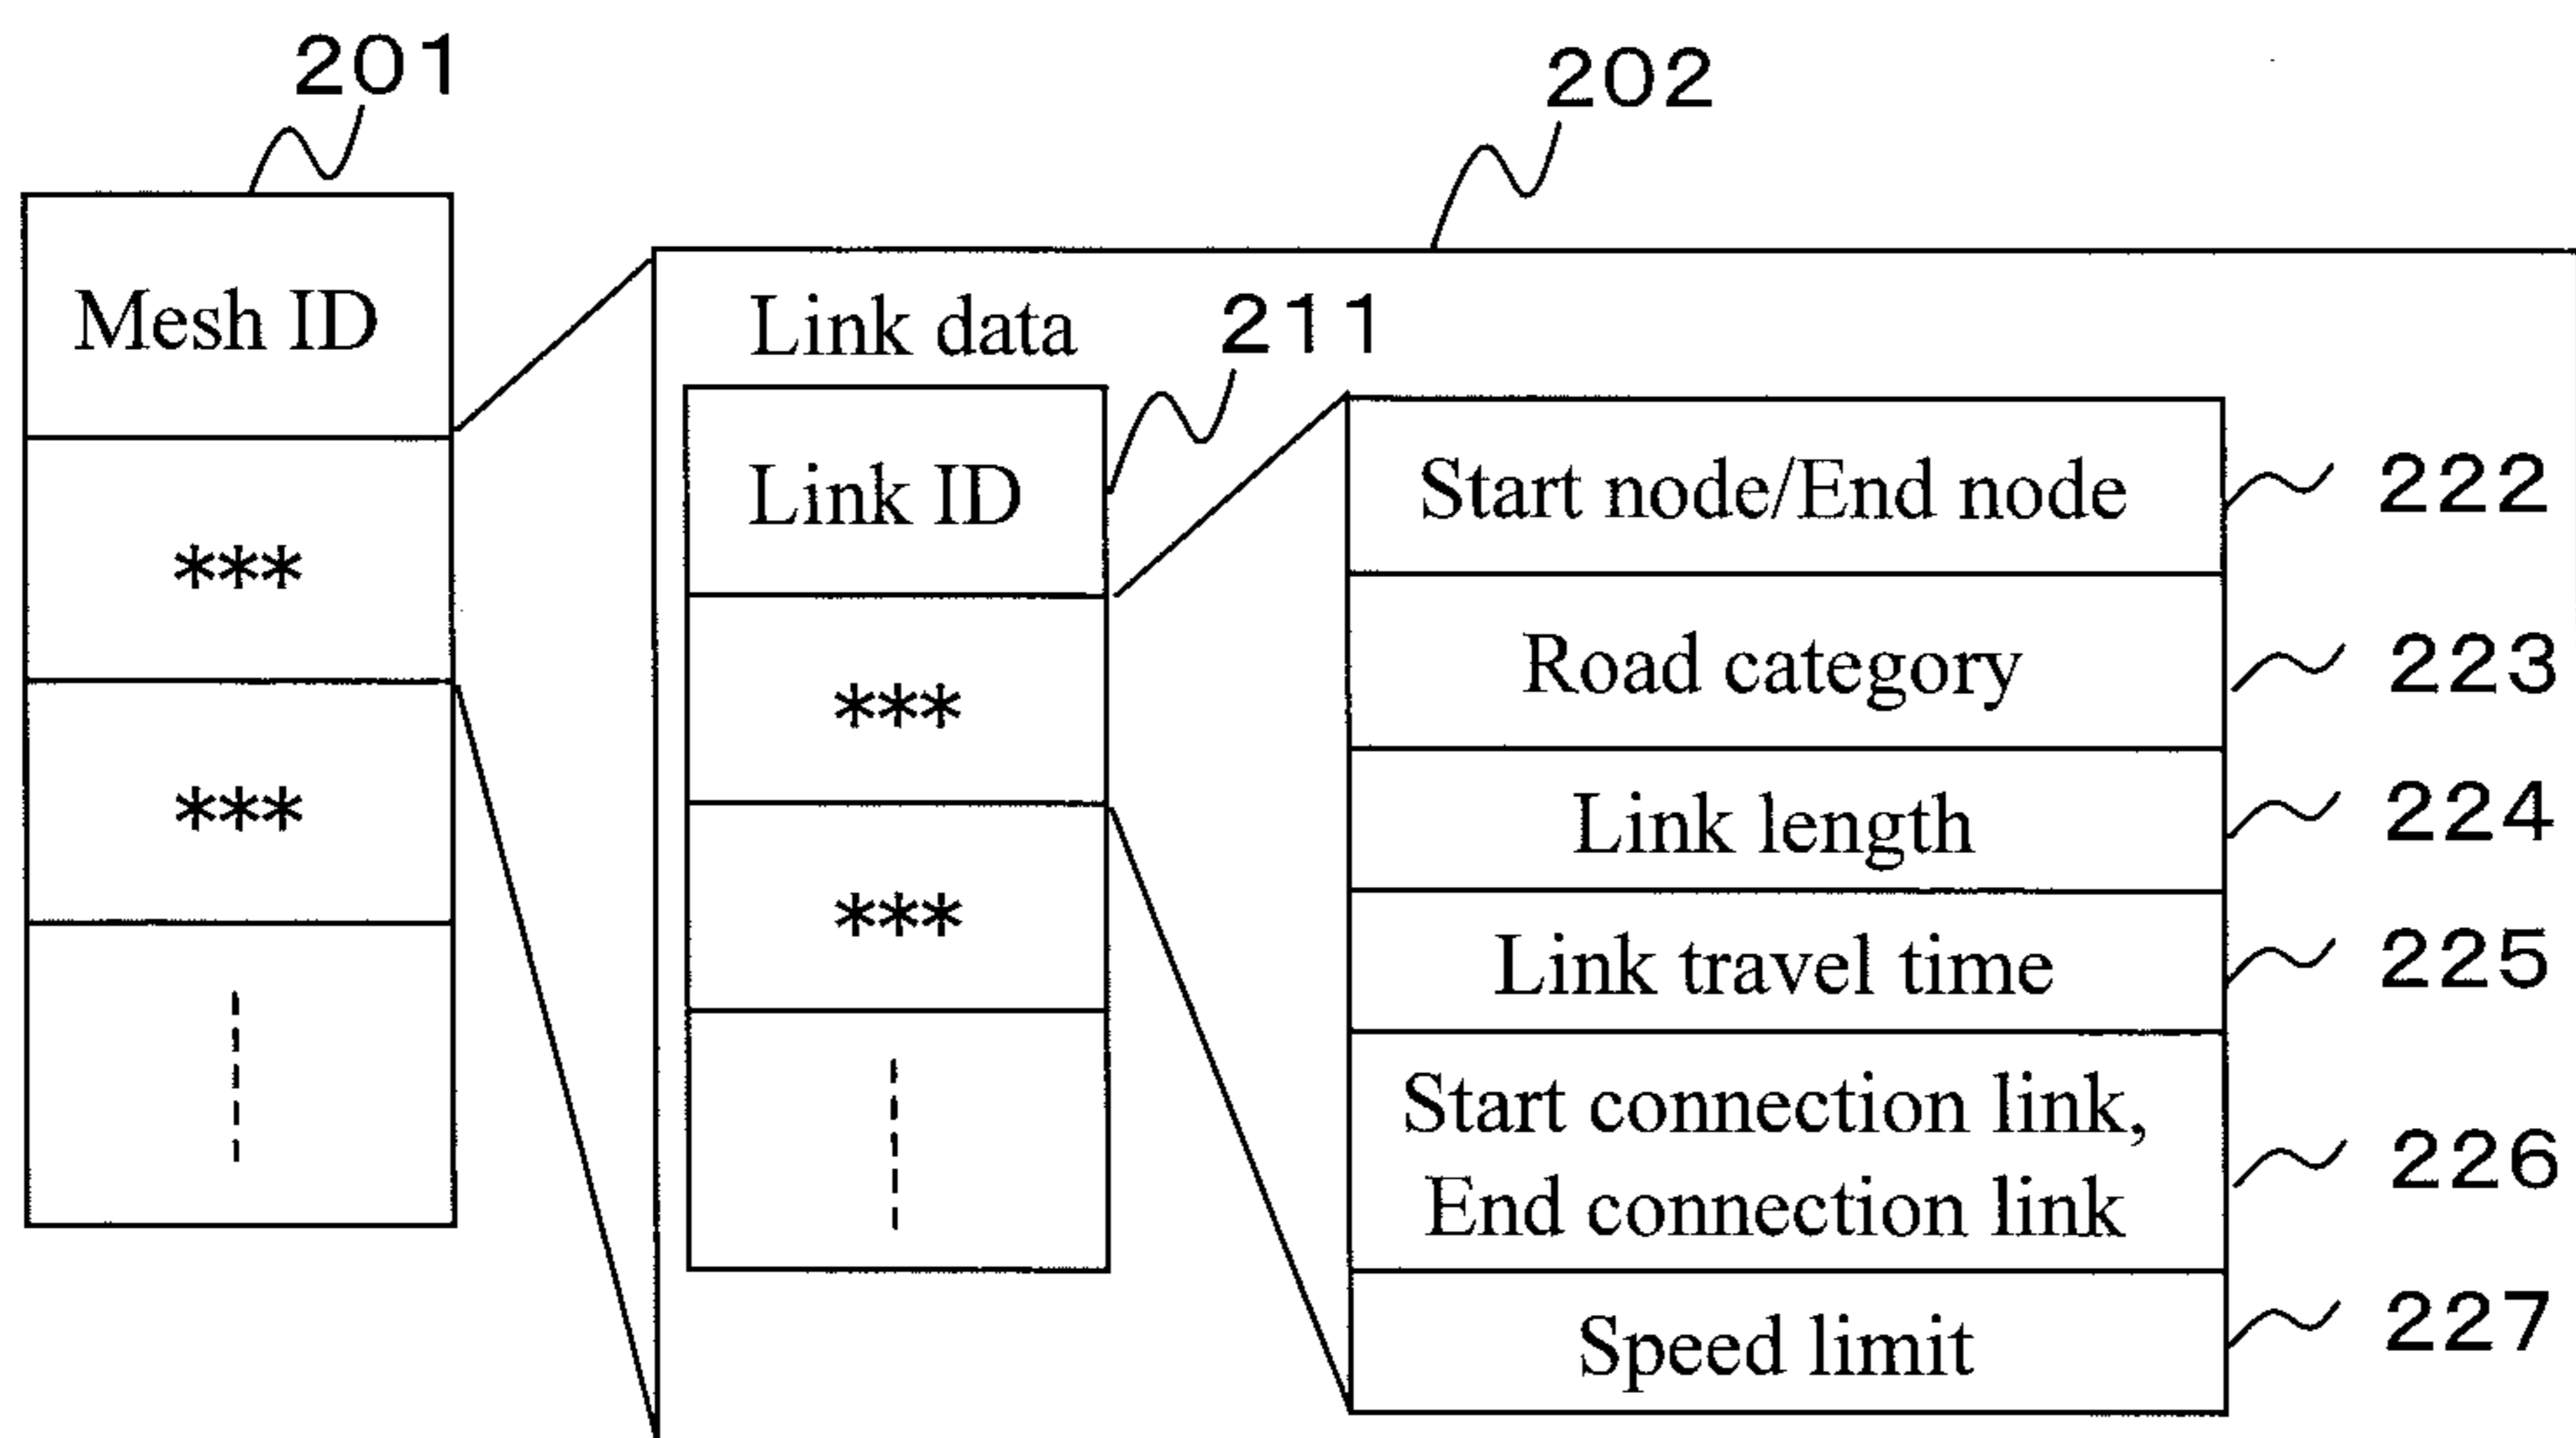 201
202
Mesh ID
***
***
Link data
211
Link ID
***
***
Start node/End node
222
Road category
223
Link length
224
Link travel time
225
Start connection link,
End connection link
226
Speed limit
227